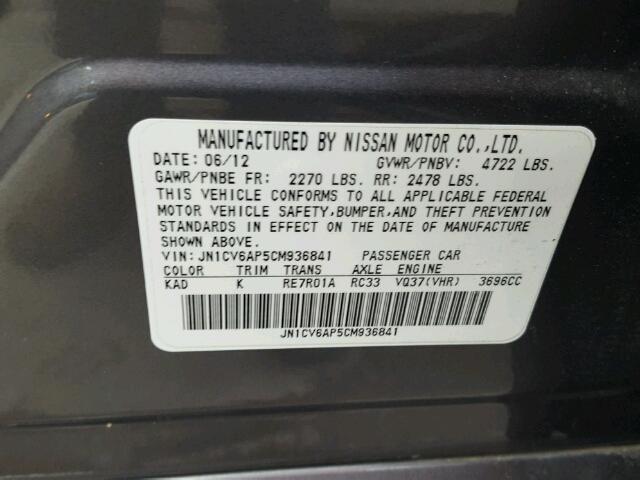 MANUFACTURED BY NISSAN MOTOR CO.,LTD.
DATE: 06/12 GVWR/PNBV: 4722 LBS.
GAWR/PNBE FR: 2270 LBS. RR: 2478 LBS.
THIS VEHICLE CONFORMS TO ALL APPLICABLE FEDERAL
MOTOR VEHICLE SAFETY,BUMPER,AND THEFT PREVENTION
STANDARDS IN EFFECT ON THE DATE OF MANUFACTURE
SHOWN ABOVE.
VIN: JN1CV6AP5CM936841 PASSENGER CAR
COLOR TRIM TRANS AXLE ENGINE
KAD K RE7R01A RC33 VQ37(VHR) 3696CC
JN1CV6AP5CM936841